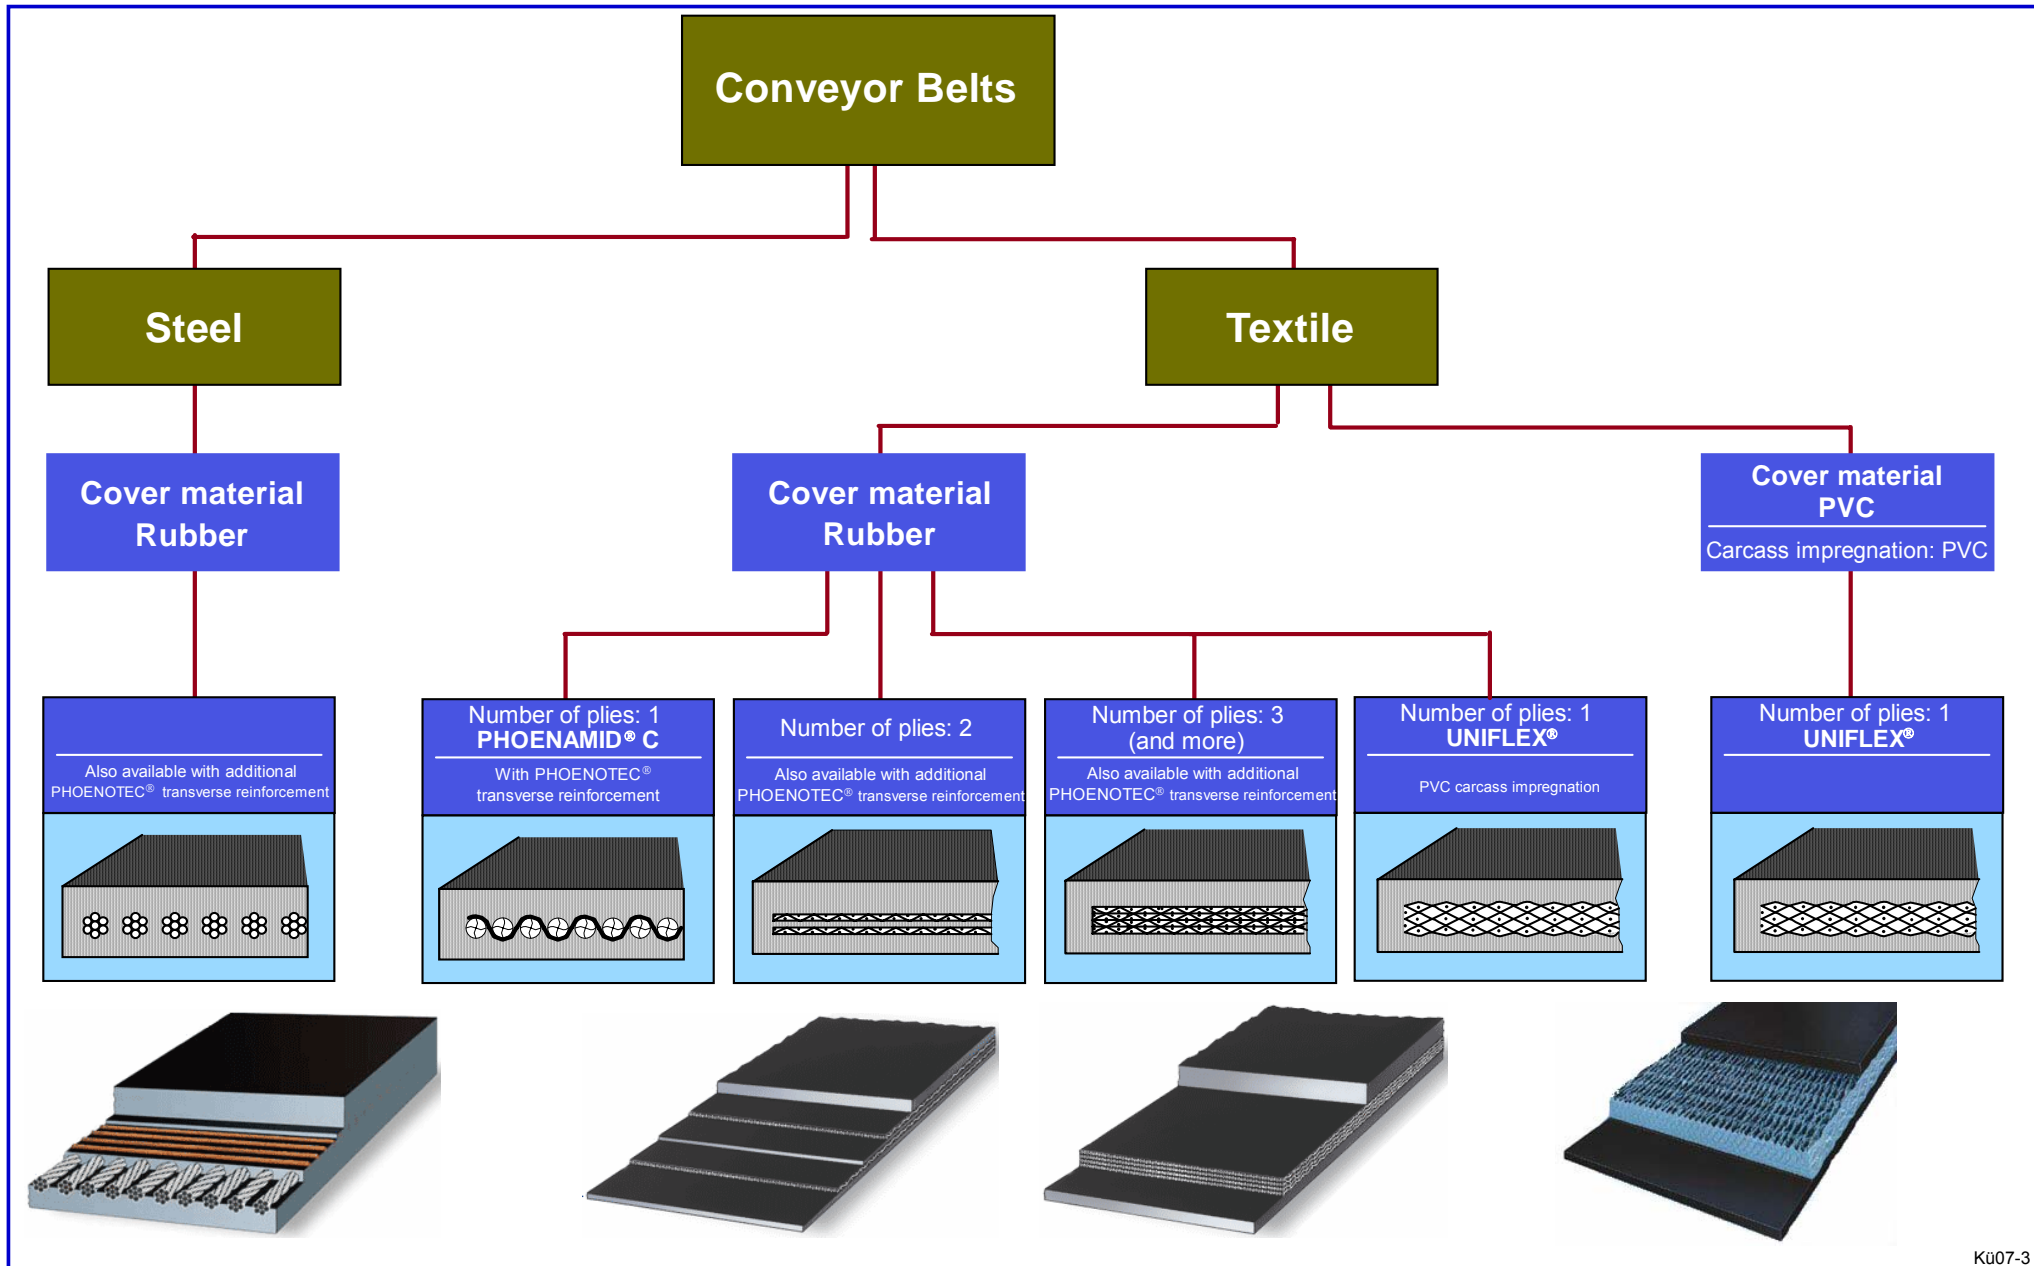 Conveyor Belts
Steel
Textile
Cover material
Rubber
Cover material
Rubber
Cover material
PVC
Carcass impregnation: PVC
Also available with additional
PHOENOTEC® transverse reinforcement
Number of plies: 1
PHOENAMID® C
With PHOENOTEC®
transverse reinforcement
Number of plies: 2
Also available with additional
PHOENOTEC® transverse reinforcement
Number of plies: 3
(and more)
Also available with additional
PHOENOTEC® transverse reinforcement
Number of plies: 1
UNIFLEX®
PVC carcass impregnation
Number of plies: 1
UNIFLEX®
Kü07-3